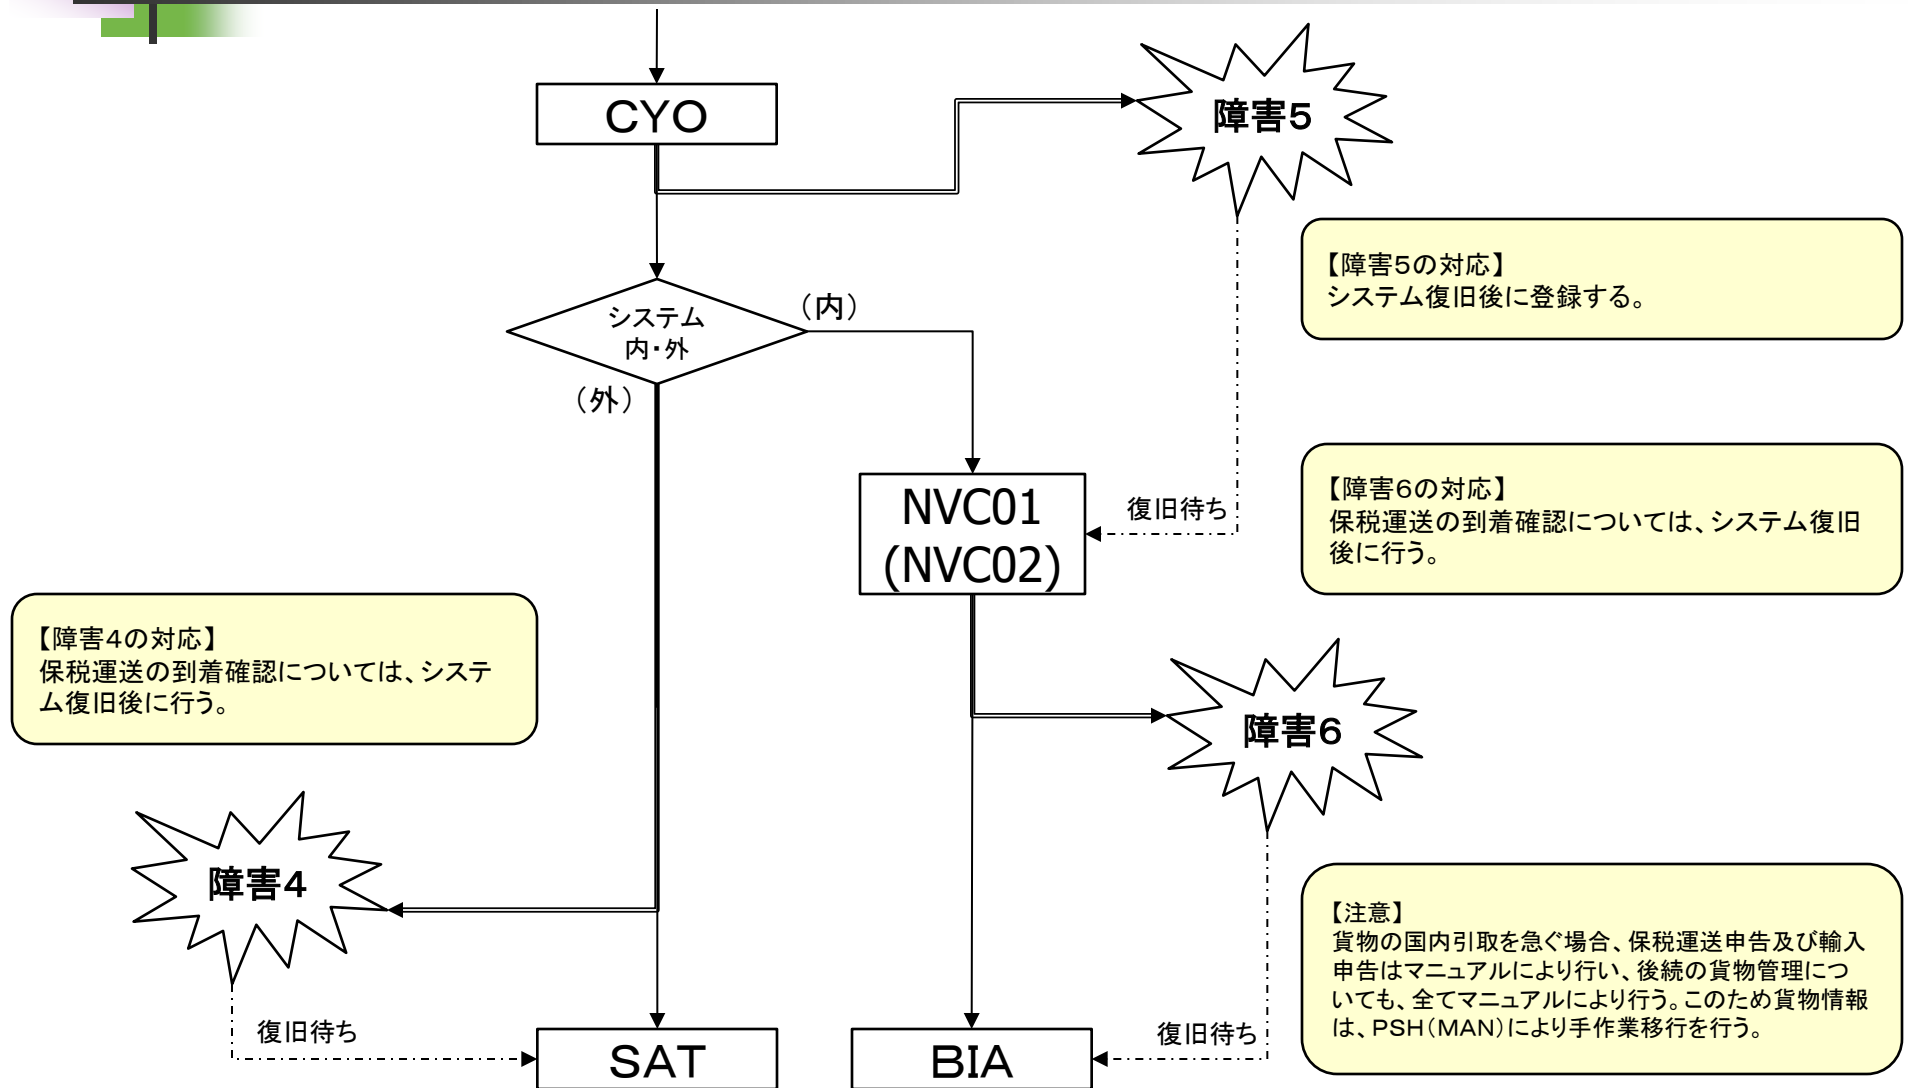 CYO
障害5
【障害5の対応】
システム復旧後に登録する。
システム
内・外
（内）
（外）
NVC01
(NVC02)
復旧待ち
【障害6の対応】
保税運送の到着確認については、システム復旧
後に行う。
【障害4の対応】
保税運送の到着確認については、システ
ム復旧後に行う。
障害6
障害4
【注意】
貨物の国内引取を急ぐ場合、保税運送申告及び輸入
申告はマニュアルにより行い、後続の貨物管理につ
いても、全てマニュアルにより行う。このため貨物情報
は、PSH（MAN）により手作業移行を行う。
復旧待ち
SAT
復旧待ち
BIA